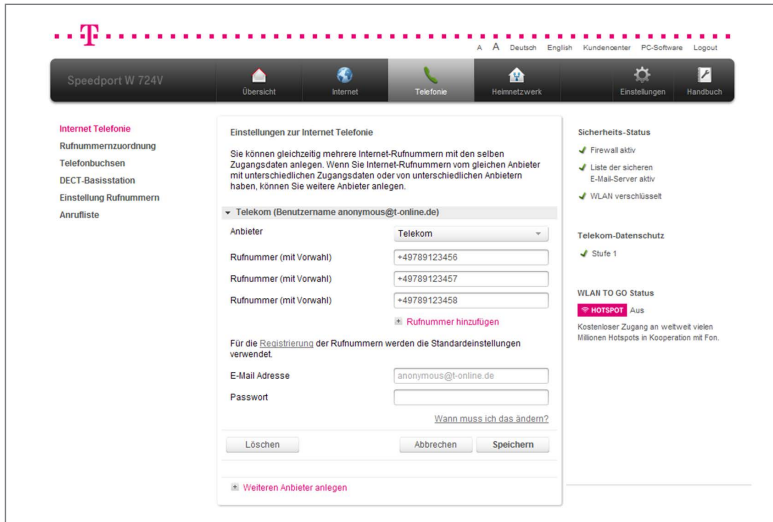 T
A A Deutsch English Kundencenter PC-Software Logout
Speedport W 724V
Übersicht Internet Telefonie Heimnetzwerk Einstellungen Handbuch
Internet Telefonie
Rufnummernzuordnung
Telefonbuchsen
DECT-Basisstation
Einstellung Rufnummern
Anrufliste
Einstellungen zur Internet Telefonie
Sie können gleichzeitig mehrere Internet-Rufnummern mit den selben
Zugangsdaten anlegen. Wenn Sie Internet-Rufnummern vom gleichen Anbieter
mit unterschiedlichen Zugangsdaten oder von unterschiedlichen Anbietern
haben, können Sie weitere Anbieter anlegen.
Telekom (Benutzername anonymous@t-online.de)
Anbieter Telekom
Rufnummer (mit Vorwahl) +49789123456
Rufnummer (mit Vorwahl) +49789123457
Rufnummer (mit Vorwahl) +49789123458
Rufnummer hinzufügen
Für die Registrierung der Rufnummern werden die Standardeinstellungen
verwendet.
E-Mail Adresse anonymous@t-online.de
Passwort
Wann muss ich das ändern?
Löschen Abbrechen Speichern
Weiteren Anbieter anlegen
Sicherheits-Status
Firewall aktiv
Liste der sicheren
E-Mail-Server aktiv
WLAN verschlüsselt
Telekom-Datenschutz
Stufe 1
WLAN TO GO Status
HOTSPOT Aus
Kostenloser Zugang an weltweit vielen
Millionen Hotspots in Kooperation mit Fon.